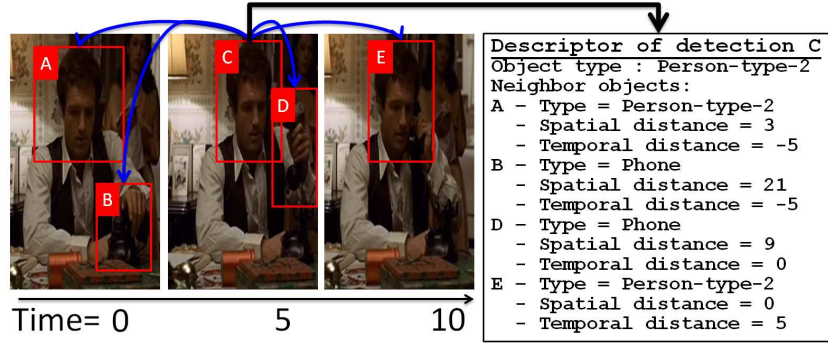 A
B
C
D
E
Time= 0 5 10
Descriptor of detection C
Object type : Person-type-2
Neighbor objects:
A - Type = Person-type-2
- Spatial distance = 3
- Temporal distance = -5
B - Type = Phone
- Spatial distance = 21
- Temporal distance = -5
D - Type = Phone
- Spatial distance = 9
- Temporal distance = 0
E - Type = Person-type-2
- Spatial distance = 0
- Temporal distance = 5